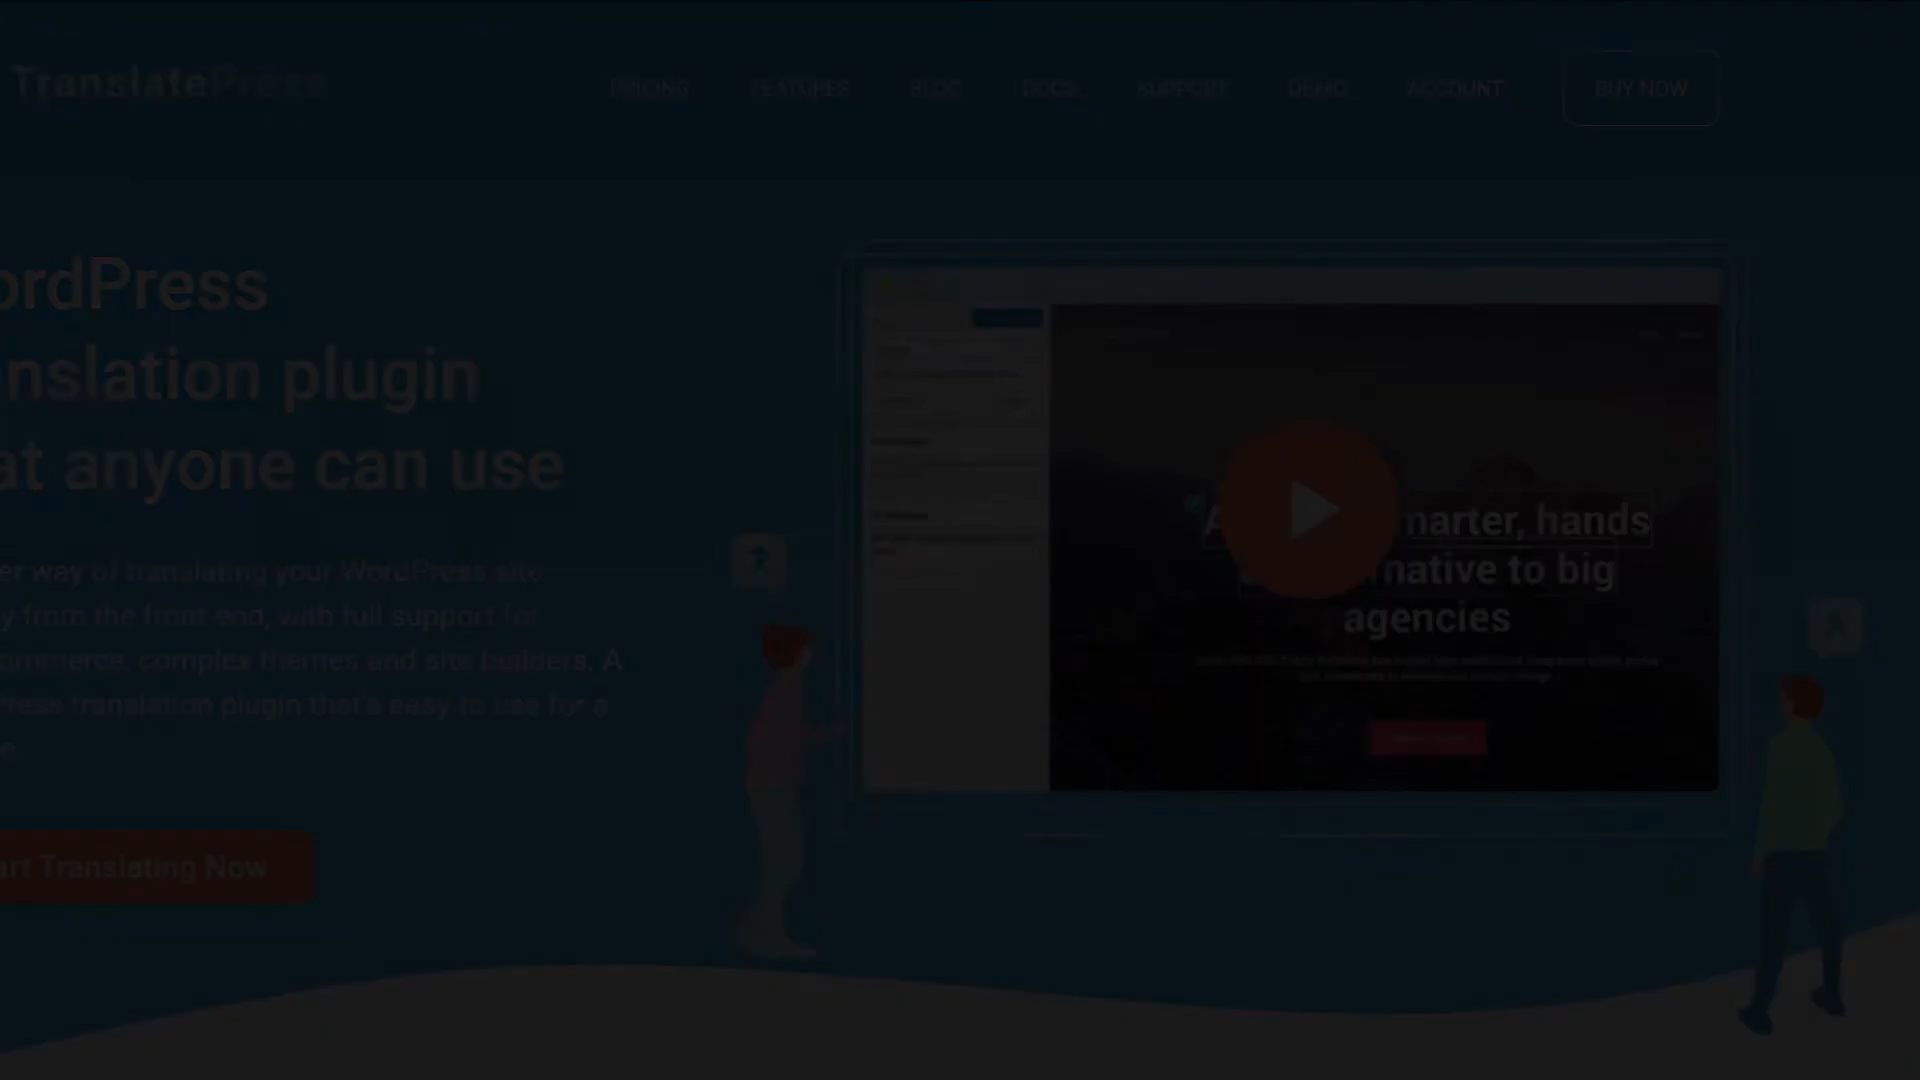 TranslatePress
PRICING FEATURES BLOG DOCS SUPPORT DEMO ACCOUNT BUY NOW
ordPress
nslation plugin
at anyone can use
er way of translating your WordPress site
y from the front-end, with full support for
ommerce, complex themes and site builders. A
Press translation plugin that's easy to use for a
e.
art Translating Now
marter, hands
native to big
agencies